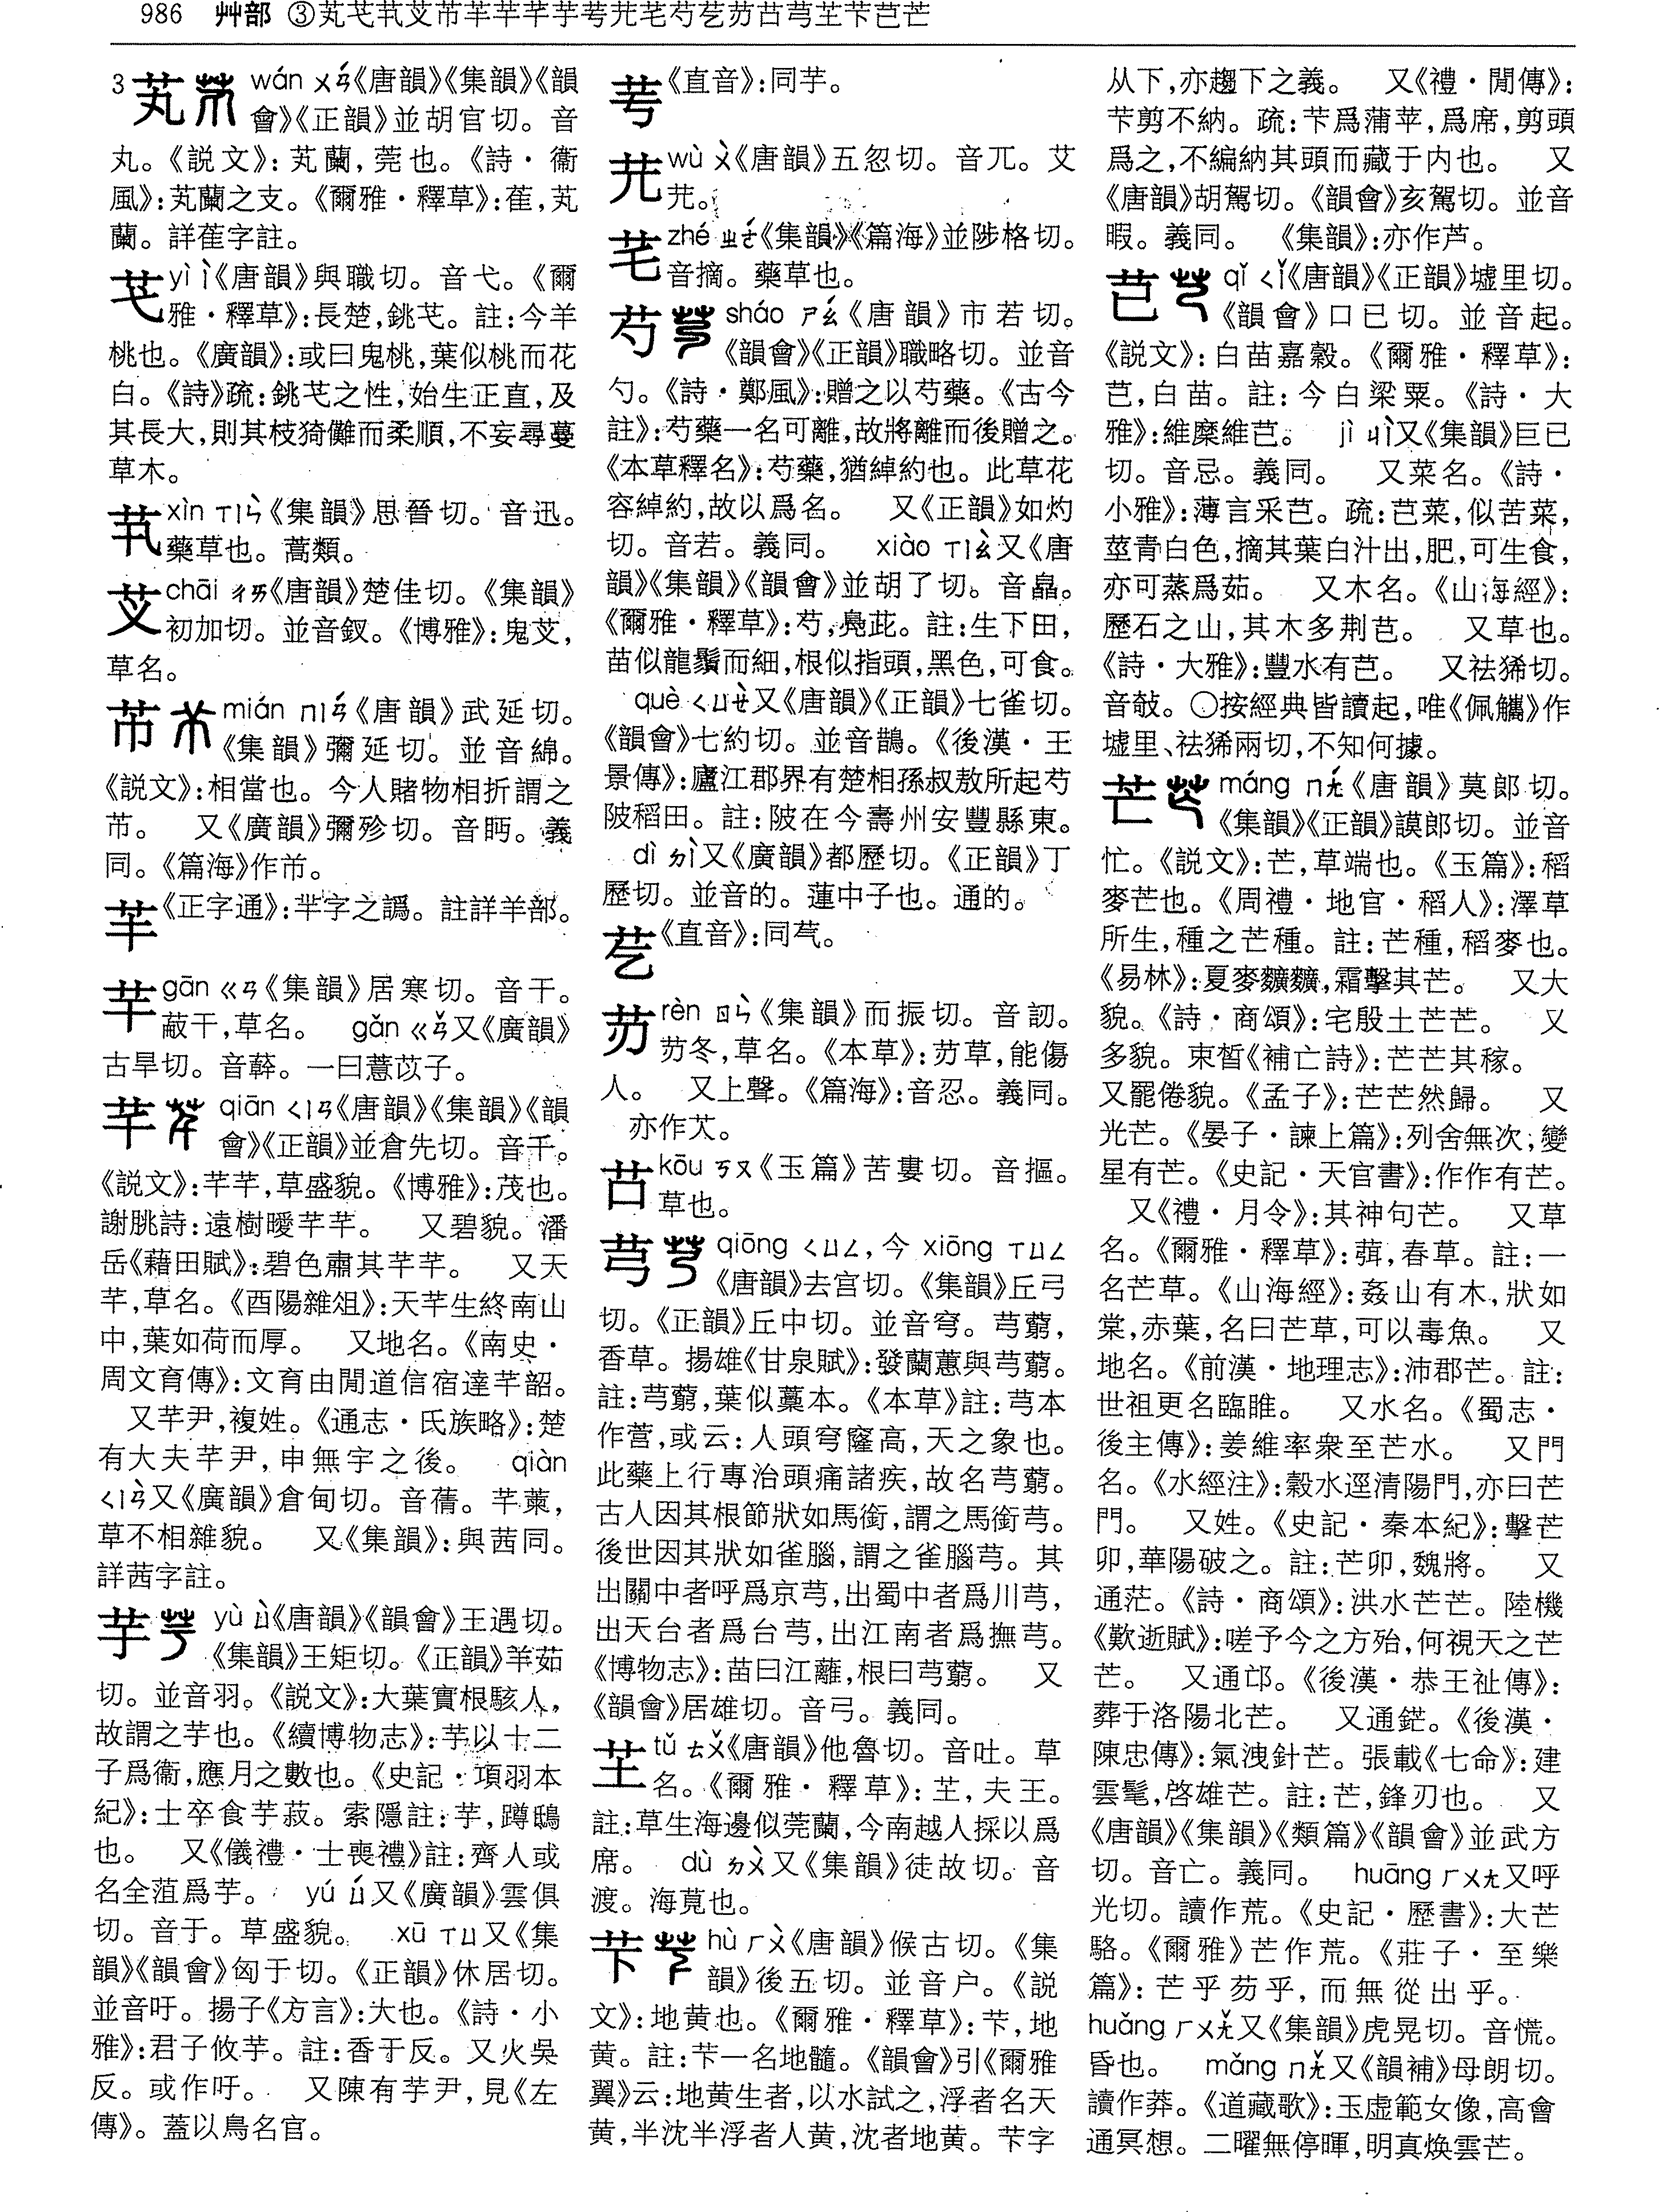 986 艸部 ③芄芅芁芆芇芉芊芋芌芫芼芍芞芿苦芎芏芐芑芒
3 芄 wán ㄨㄢˊ《唐韻》《集韻》《韻
會》《正韻》並胡官切。音
丸。《説文》:芄蘭,莞也。《詩·衞
風》:芄蘭之支。《爾雅·釋草》:雚,芄
蘭。詳雚字註。
芅 yì ㄧˋ《唐韻》與職切。音弋。《爾
雅·釋草》:長楚,銚芅。註:今羊
桃也。《廣韻》:或曰鬼桃,葉似桃而花
白。《詩》疏:銚芅之性,始生正直,及
其長大,則其枝猗儺而柔順,不妄尋蔓
草木。
xìn ㄒㄧㄣˋ《集韻》思晉切。音迅。
藥草也。蒿類。
芆 chāi ㄔㄞ《唐韻》楚佳切。《集韻》
初加切。並音釵。《博雅》:鬼芆,
草名。
芇 mián ㄇㄧㄢˊ《唐韻》武延切。
《集韻》彌延切。並音綿。
《説文》:相當也。今人賭物相折謂之
芇。 又《廣韻》彌殄切。音眄。義
同。《篇海》作苀。
《正字通》:羋字之譌。註詳羊部。
芉 gān ㄍㄢ《集韻》居寒切。音干。
蔽干,草名。 gǎn ㄍㄢˇ又《廣韻》
古旱切。音簳。一曰薏苡子。
芊 qiān ㄑㄧㄢ《唐韻》《集韻》《韻
會》《正韻》並倉先切。音千。
《説文》:芊芊,草盛貌。《博雅》:茂也。
謝朓詩:遠樹曖芊芊。 又碧貌。潘
岳《藉田賦》:碧色肅其芊芊。 又天
芊,草名。《酉陽雜俎》:天芊生終南山
中,葉如荷而厚。 又地名。《南史·
周文育傳》:文育由閒道信宿達芊韶。
又芊尹,複姓。《通志·氏族略》:楚
有大夫芊尹,申無宇之後。 qiàn
ㄑㄧㄢˋ又《廣韻》倉甸切。音蒨。芊萰,
草不相雜貌。 又《集韻》:與茜同。
詳茜字註。
芋 yù ㄩˋ《唐韻》《韻會》王遇切。
《集韻》王矩切。《正韻》羊茹
切。並音羽。《説文》:大葉實根駭人,
故謂之芋也。《續博物志》:芋以十二
子爲衞,應月之數也。《史記·項羽本
紀》:士卒食芋菽。索隱註:芋,蹲鴟
也。 又《儀禮·士喪禮》註:齊人或
名全菹爲芋。 yú ㄩˊ又《廣韻》雲俱
切。音于。草盛貌。 xū ㄒㄩ又《集
韻》《韻會》匈于切。《正韻》休居切。
並音吁。揚子《方言》:大也。《詩·小
雅》:君子攸芋。註:香于反。又火吳
反。或作吁。 又陳有芋尹,見《左
傳》。蓋以鳥名官。
《直音》:同芋。
wù ㄨˋ《唐韻》五忽切。音兀。艾
芫。
zhé ㄓㄜˊ《集韻》《篇海》並陟格切。
音摘。藥草也。
芍 sháo ㄕㄠˊ《唐韻》市若切。
《韻會》《正韻》職略切。並音
勺。《詩·鄭風》:贈之以芍藥。《古今
註》:芍藥一名可離,故將離而後贈之。
《本草釋名》:芍藥,猶綽約也。此草花
容綽約,故以爲名。 又《正韻》如灼
切。音若。義同。 xiào ㄒㄧㄠˋ又《唐
韻》《集韻》《韻會》並胡了切。音皛。
《爾雅·釋草》:芍,鳧茈。註:生下田,
苗似龍鬚而細,根似指頭,黑色,可食。
què ㄑㄩㄝˋ又《唐韻》《正韻》七雀切。
《韻會》七約切。並音鵲。《後漢·王
景傳》:廬江郡界有楚相孫叔敖所起芍
陂稻田。註:陂在今壽州安豐縣東。
dì ㄉㄧˋ又《廣韻》都歷切。《正韻》丁
歷切。並音的。蓮中子也。通的。
《直音》:同芞。
rèn ㄖㄣˋ《集韻》而振切。音訒。
芿冬,草名。《本草》:芿草,能傷
人。 又上聲。《篇海》:音忍。義同。
亦作苂。
kōu ㄎㄡ《玉篇》苦婁切。音摳。
草也。
芎 qiōng ㄑㄩㄥ,今 xiōng ㄒㄩㄥ
《唐韻》去宫切。《集韻》丘弓
切。《正韻》丘中切。並音穹。芎藭,
香草。揚雄《甘泉賦》:發蘭蕙與芎藭。
註:芎藭,葉似藁本。《本草》註:芎本
作营,或云:人頭穹窿高,天之象也。
此藥上行專治頭痛諸疾,故名芎藭。
古人因其根節狀如馬銜,謂之馬銜芎。
後世因其狀如雀腦,謂之雀腦芎。其
出關中者呼爲京芎,出蜀中者爲川芎,
出天台者爲台芎,出江南者爲撫芎。
《博物志》:苗曰江蘺,根曰芎藭。 又
《韻會》居雄切。音弓。義同。
芏 tǔ ㄊㄨˇ《唐韻》他魯切。音吐。草
名。《爾雅·釋草》:芏,夫王。
註:草生海邊似莞蘭,今南越人採以爲
席。 dù ㄉㄨˋ又《集韻》徒故切。音
渡。海莧也。
芐 hù ㄏㄨˋ《唐韻》候古切。《集
韻》後五切。並音户。《説
文》:地黄也。《爾雅·釋草》:芐,地
黄。註:芐一名地髓。《韻會》引《爾雅
翼》云:地黄生者,以水試之,浮者名天
黄,半沈半浮者人黄,沈者地黄。芐字
从下,亦趨下之義。 又《禮·閒傳》:
芐剪不納。疏:芐爲蒲苹,爲席,剪頭
爲之,不編納其頭而藏于内也。 又
《唐韻》胡駕切。《韻會》亥駕切。並音
暇。義同。 《集韻》:亦作芦。
芑 qǐ ㄑㄧˇ《唐韻》《正韻》墟里切。
《韻會》口已切。並音起。
《説文》:白苗嘉穀。《爾雅·釋草》:
芑,白苗。註:今白粱粟。《詩·大
雅》:維糜維芑。 jì ㄐㄧˋ又《集韻》巨已
切。音忌。義同。 又菜名。《詩·
小雅》:薄言采芑。疏:芑菜,似苦菜,
莖青白色,摘其葉白汁出,肥,可生食,
亦可蒸爲茹。 又木名。《山海經》:
歷石之山,其木多荆芑。 又草也。
《詩·大雅》:豐水有芑。 又祛狶切。
音敧。○按經典皆讀起,唯《佩觿》作
墟里、祛狶兩切,不知何據。
芒 máng ㄇㄤˊ《唐韻》莫郎切。
《集韻》《正韻》謨郎切。並音
忙。《説文》:芒,草端也。《玉篇》:稻
麥芒也。《周禮·地官·稻人》:澤草
所生,種之芒種。註:芒種,稻麥也。
《易林》:夏麥䴢䴢,霜擊其芒。 又大
貌。《詩·商頌》:宅殷土芒芒。 又
多貌。束晳《補亡詩》:芒芒其稼。
又罷倦貌。《孟子》:芒芒然歸。 又
光芒。《晏子·諫上篇》:列舍無次,變
星有芒。《史記·天官書》:作作有芒。
又《禮·月令》:其神句芒。 又草
名。《爾雅·釋草》:葞,春草。註:一
名芒草。《山海經》:葌山有木,狀如
棠,赤葉,名曰芒草,可以毒魚。 又
地名。《前漢·地理志》:沛郡芒。註:
世祖更名臨睢。 又水名。《蜀志·
後主傳》:姜維率衆至芒水。 又門
名。《水經注》:穀水逕清陽門,亦曰芒
門。 又姓。《史記·秦本紀》:擊芒
卯,華陽破之。註:芒卯,魏將。 又
通茫。《詩·商頌》:洪水芒芒。陸機
《歎逝賦》:嗟予今之方殆,何視天之芒
芒。 又通邙。《後漢·恭王祉傳》:
葬于洛陽北芒。 又通鋩。《後漢·
陳忠傳》:氣洩針芒。張載《七命》:建
雲髦,啓雄芒。註:芒,鋒刃也。 又
《唐韻》《集韻》《類篇》《韻會》並武方
切。音亡。義同。 huāng ㄏㄨㄤ又呼
光切。讀作荒。《史記·歷書》:大芒
駱。《爾雅》芒作荒。《莊子·至樂
篇》:芒乎芴乎,而無從出乎。
huǎng ㄏㄨㄤˇ又《集韻》虎晃切。音慌。
昏也。 mǎng ㄇㄤˇ又《韻補》母朗切。
讀作莽。《道藏歌》:玉虚範女像,高會
通冥想。二曜無停暉,明真焕雲芒。